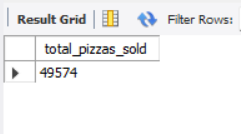 Result Grid Filter Rows:
total_pizzas_sold
49574